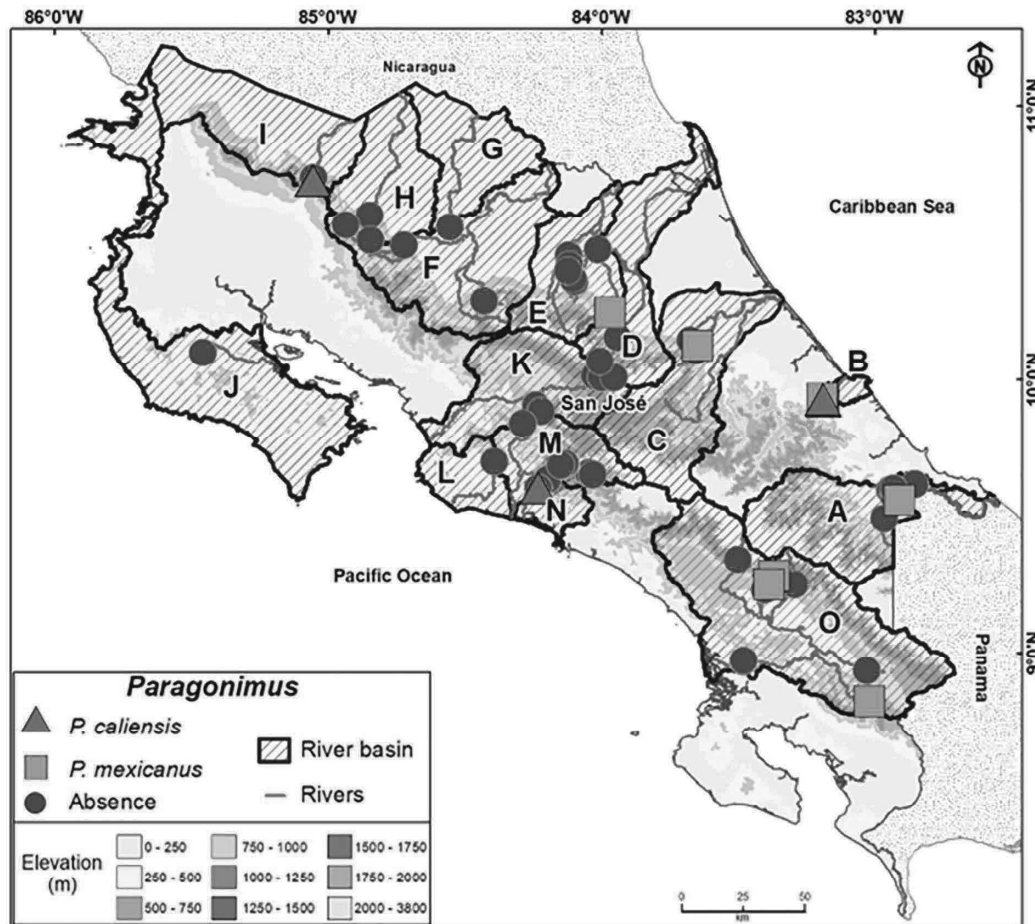 86°0'W 85°0'W 84°0'W 83°0'W
Nicaragua
N
11°0'N
I
G
H
Caribbean Sea
F
E
D
B
10°0'N
K
J
San José
C
M
L
N
A
Pacific Ocean
O
9°0'N
Panama
Paragonimus
P. caliensis
P. mexicanus
Absence
River basin
Rivers
Elevation
(m)
0 - 250
250 - 500
500 - 750
750 - 1000
1000 - 1250
1250 - 1500
1500 - 1750
1750 - 2000
2000 - 3800
0 25 50
km